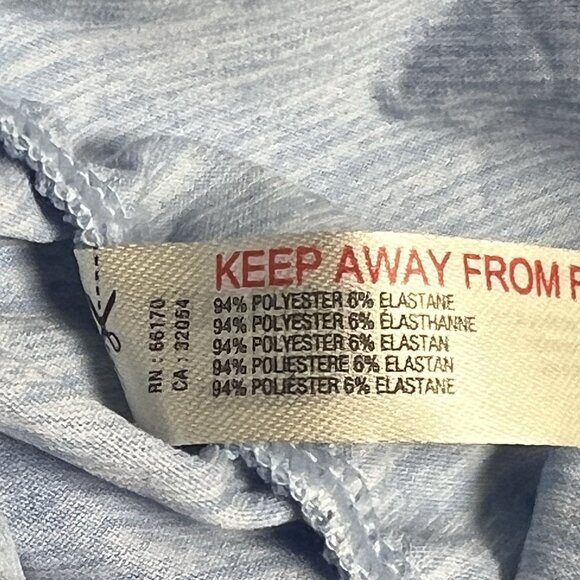 KEEP AWAY FROM F
94% POLYESTER 6% ELASTANE
94% POLYESTER 6% ÉLASTHANNE
94% POLYESTER 6% ELASTAN
94% POLIESTERE 6% ELASTAN
94% POLIÉSTER 6% ELASTANE
RN : 66170
CA : 32054